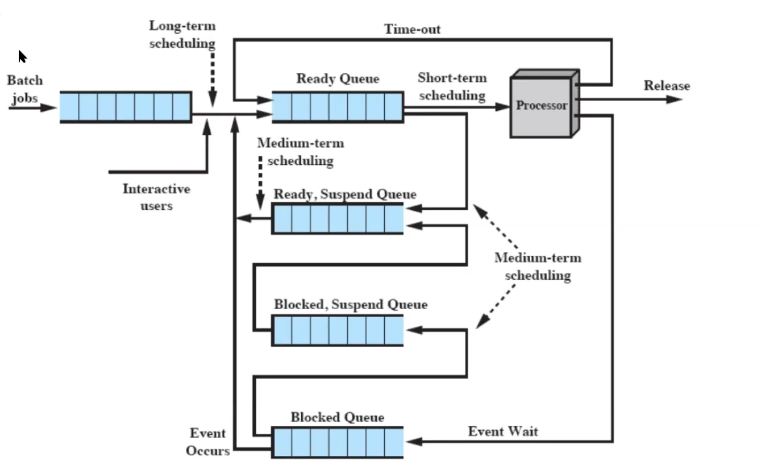 Long-term
scheduling
Time-out
Batch
jobs
Ready Queue
Short-term
scheduling
Processor
Release
Medium-term
scheduling
Interactive
users
Ready, Suspend Queue
Medium-term
scheduling
Blocked, Suspend Queue
Blocked Queue
Event
Occurs
Event Wait